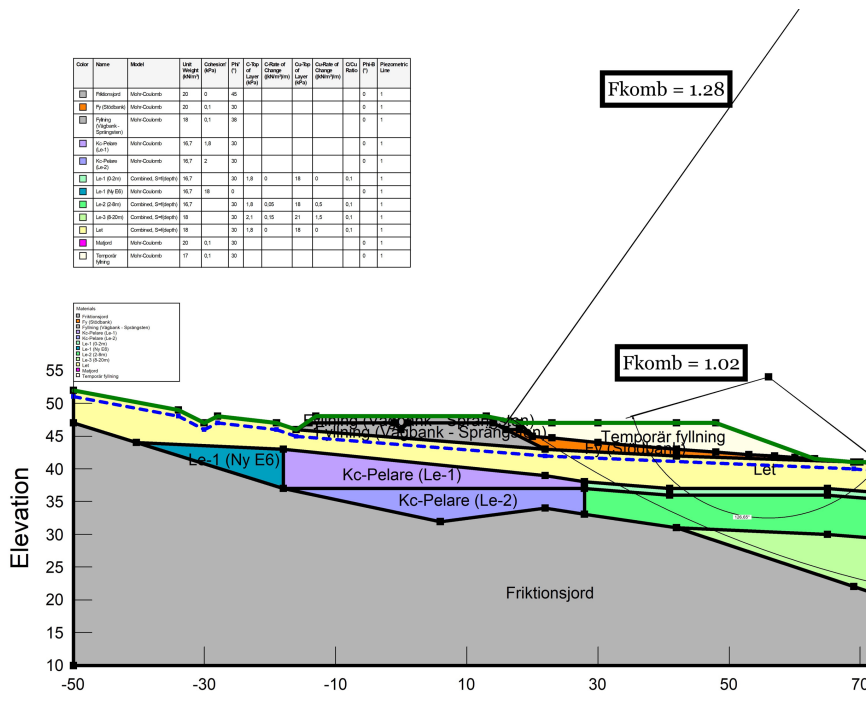 Fkomb = 1.28
Color Name Model Unit Weight (kN/m³) Cohesion' (kPa) Phi' (°) C-Top of Layer (kPa) C-Rate of Change ((kN/m²)/m) Cu-Top of Layer (kPa) Cu-Rate of Change ((kN/m²)/m) C/Cu Ratio Phi-B (°) Piezometric Line
Friktionsjord Mohr-Coulomb 20 0 45 0 1
Fy (Stödbank) Mohr-Coulomb 20 0,1 30 0 1
Fyllning (Vägbank - Sprängsten) Mohr-Coulomb 18 0,1 38 0 1
Kc-Pelare (Le-1) Mohr-Coulomb 16,7 1,8 30 0 1
Kc-Pelare (Le-2) Mohr-Coulomb 16,7 2 30 0 1
Le-1 (0-2m) Combined, S=f(depth) 16,7 30 1,8 0 18 0 0,1 1
Le-1 (Ny E6) Mohr-Coulomb 16,7 18 0 0 1
Le-2 (2-8m) Combined, S=f(depth) 16,7 30 1,8 0,05 18 0,5 0,1 1
Le-3 (8-20m) Combined, S=f(depth) 18 30 2,1 0,15 21 1,5 0,1 1
Let Combined, S=f(depth) 18 30 1,8 0 18 0 0,1 1
Matjord Mohr-Coulomb 20 0,1 30 0 1
Temporär fyllning Mohr-Coulomb 17 0,1 30 0 1
Materials
Friktionsjord
Fy (Stödbank)
Fyllning (Vägbank - Sprängsten)
Kc-Pelare (Le-1)
Kc-Pelare (Le-2)
Le-1 (0-2m)
Le-1 (Ny E6)
Le-2 (2-8m)
Le-3 (8-20m)
Let
Matjord
Temporär fyllning
Fkomb = 1.02
Elevation
55
50
45
40
35
30
25
20
15
10
Fyllning (Vägbank - Sprängsten)
Fyllning (Vägbank - Sprängsten)
Temporär fyllning
Fy (Stödbank)
Let
Le-1 (Ny E6)
Kc-Pelare (Le-1)
Kc-Pelare (Le-2)
Friktionsjord
-50 -30 -10 10 30 50 70